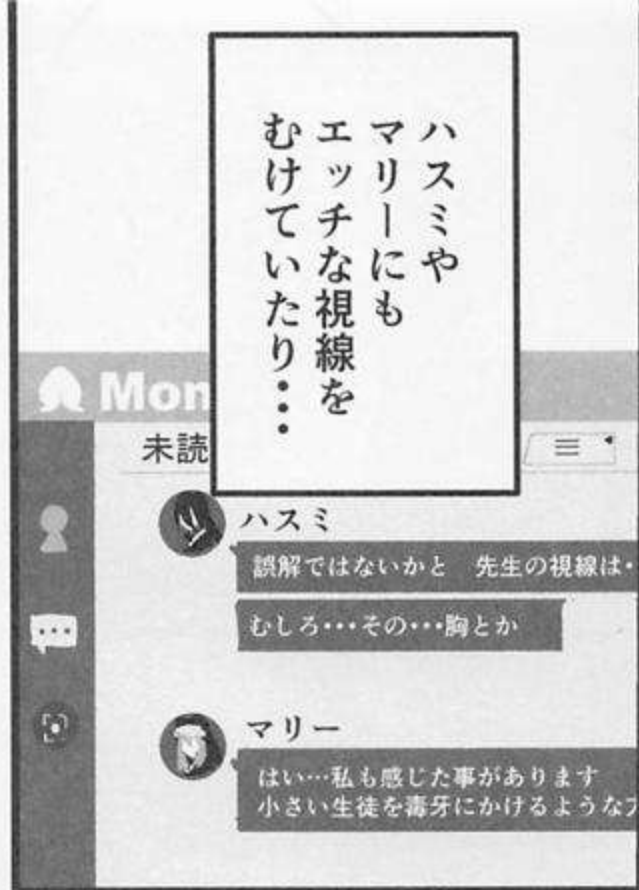 ハスミや
マリーにも
エッチな視線を
むけていたり・・・
Mom
未読
ハスミ
誤解ではないかと 先生の視線は・
むしろ・・・その・・・胸とか
マリー
はい…私も感じた事があります
小さい生徒を毒牙にかけるような